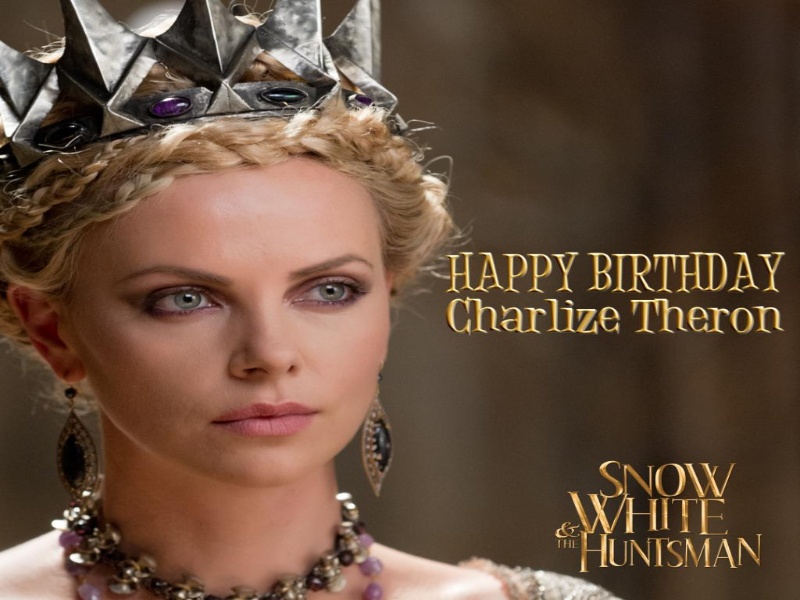 HAPPY BIRTHDAY
Charlize Theron
SNOW
WHITE
& THE HUNTSMAN